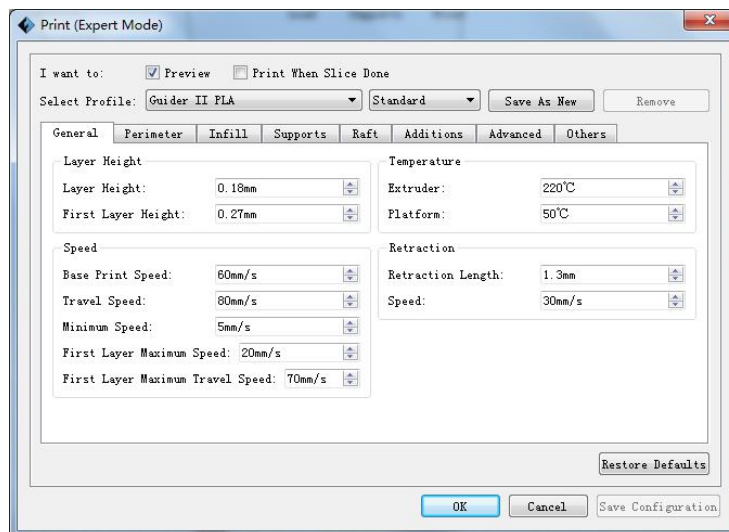 Print (Expert Mode)
I want to: Preview Print When Slice Done
Select Profile: Guider II PLA Standard Save As New Remove
General Perimeter Infill Supports Raft Additions Advanced Others
Layer Height
Layer Height: 0.18mm
First Layer Height: 0.27mm
Temperature
Extruder: 220℃
Platform: 50℃
Speed
Base Print Speed: 60mm/s
Travel Speed: 80mm/s
Minimum Speed: 5mm/s
First Layer Maximum Speed: 20mm/s
First Layer Maximum Travel Speed: 70mm/s
Retraction
Retraction Length: 1.3mm
Speed: 30mm/s
Restore Defaults
OK Cancel Save Configuration